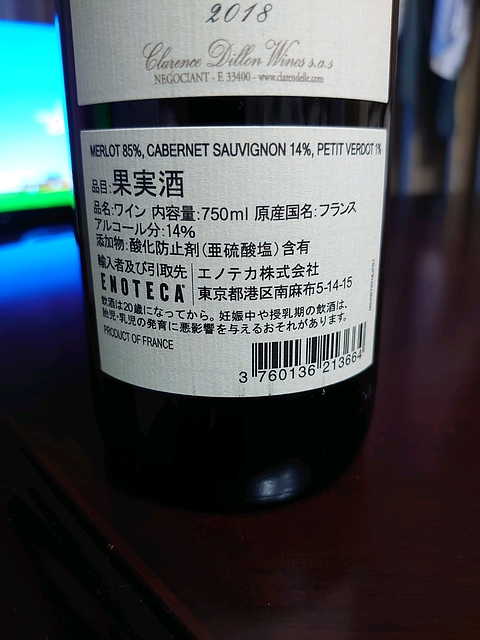 2018
Clarence Dillon Wines s.a.s
NEGOCIANT - F. 33400 - www.clarendelle.com
MERLOT 85%, CABERNET SAUVIGNON 14%, PETIT VERDOT 1%
品目:果実酒
品名:ワイン 内容量:750ml 原産国名:フランス
アルコール分:14%
添加物:酸化防止剤(亜硫酸塩)含有
輸入者及び引取先 エノテカ株式会社
ENOTECA 東京都港区南麻布5-14-15
飲酒は20歳になってから。妊娠中や授乳期の飲酒は、
胎児・乳児の発育に悪影響を与えるおそれがあります。
PRODUCT OF FRANCE
3 760136 213664